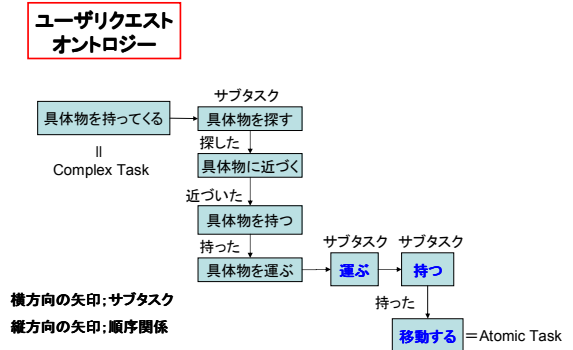 ユーザリクエスト
オントロジー
サブタスク
具体物を持ってくる
具体物を探す
探した
=
Complex Task
具体物に近づく
近づいた
具体物を持つ
持った
サブタスク
サブタスク
具体物を運ぶ
運ぶ
持つ
横方向の矢印;サブタスク
持った
縦方向の矢印;順序関係
移動する
=Atomic Task